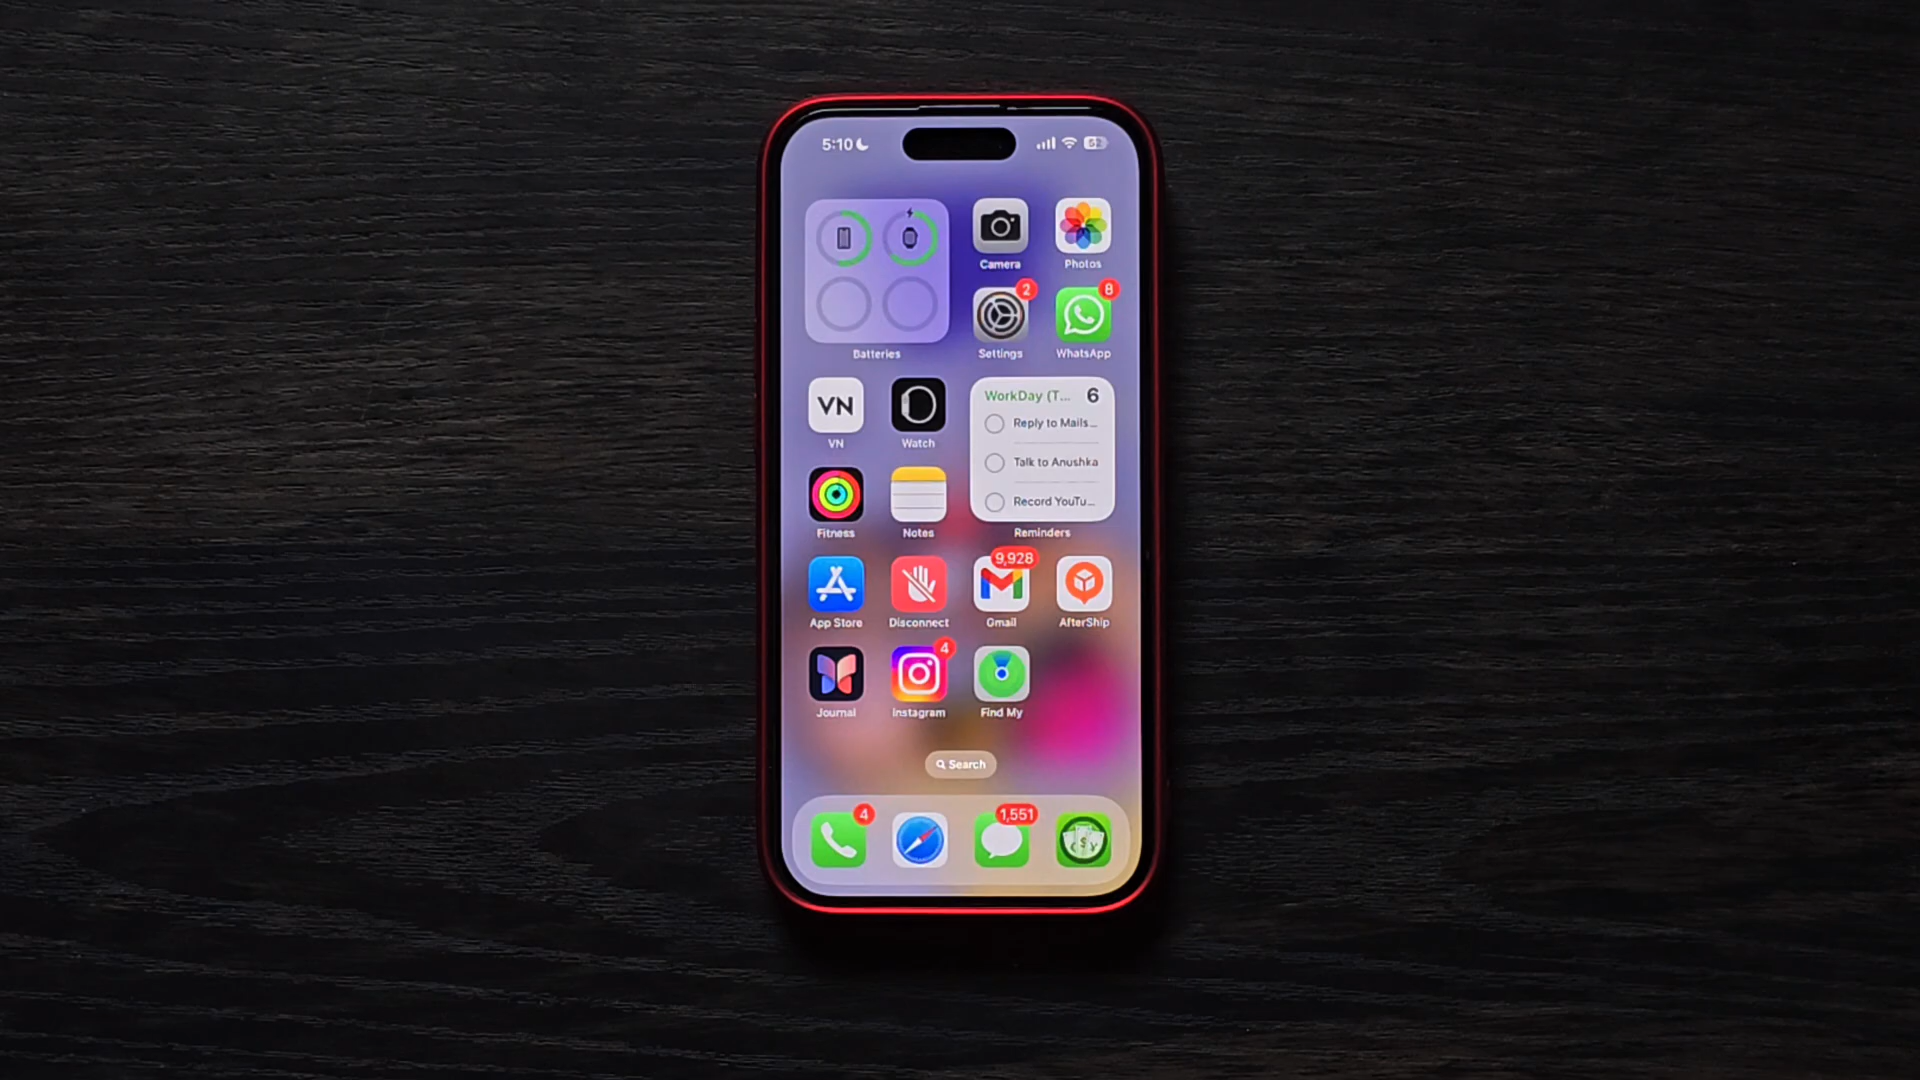 5:10
62
Batteries
Camera
Photos
2
8
Settings
WhatsApp
VN
VN
Watch
WorkDay (T... 6
Reply to Mails...
Talk to Anushka
Record YouTu...
Fitness
Notes
Reminders
9,928
App Store
Disconnect
Gmail
AfterShip
4
Journal
Instagram
Find My
Search
4
1,551
$
€ ¥